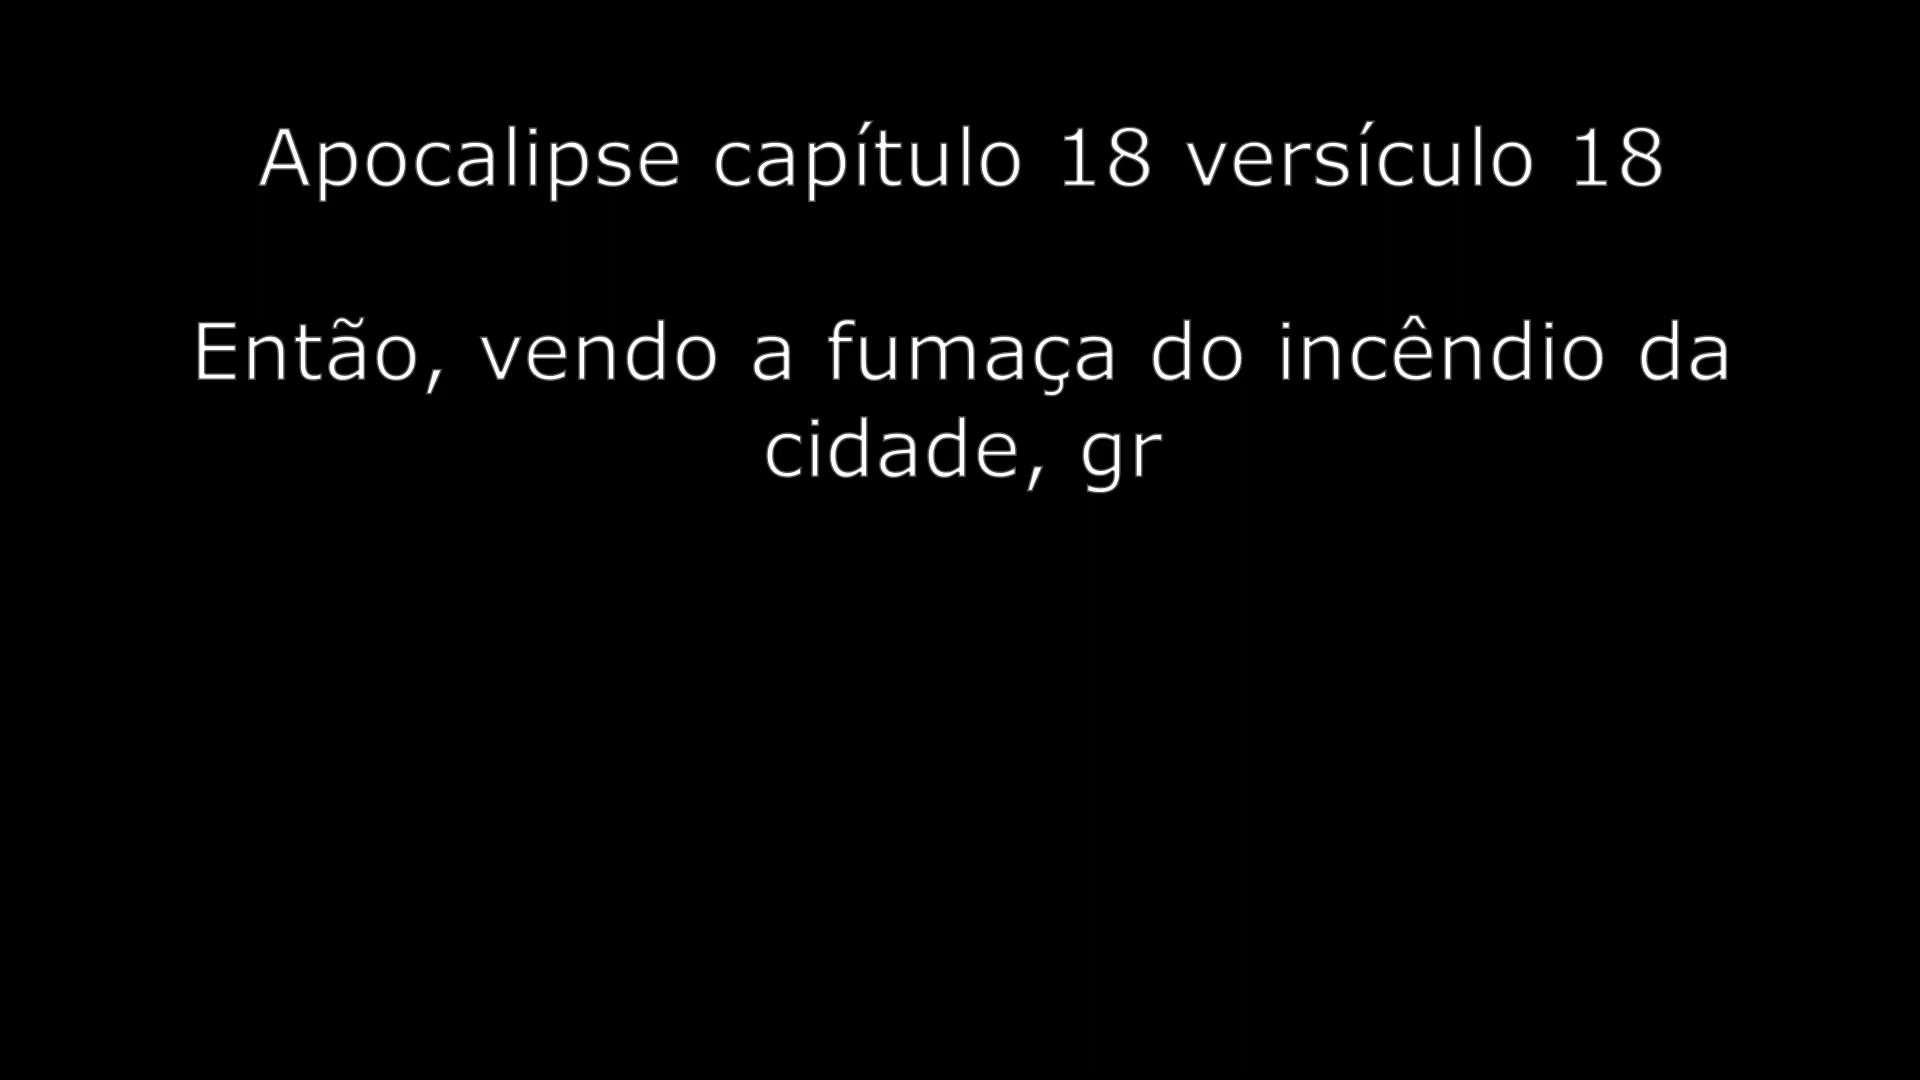 Apocalipse capítulo 18 versículo 18
Então, vendo a fumaça do incêndio da
cidade, gr